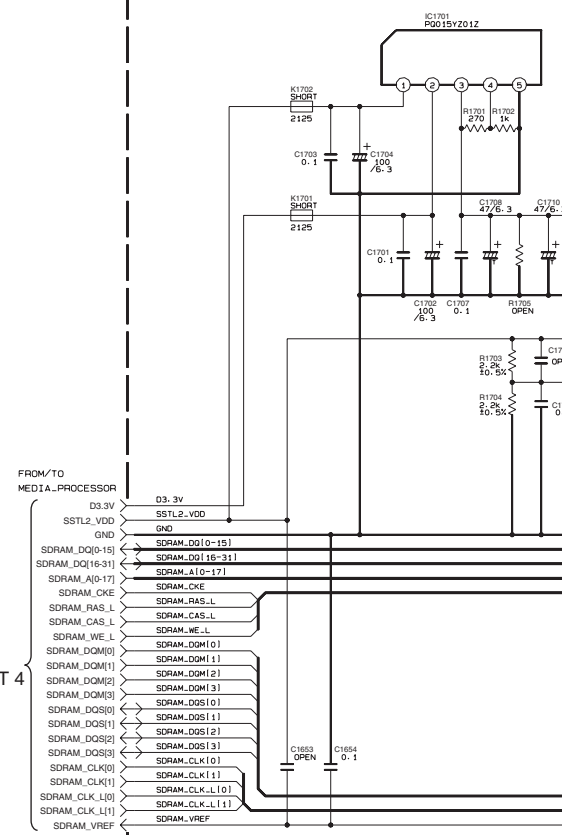 IC1701
PQ015YZ01Z
1 2 3 4 5
K1702
SHORT
2125
R1701
270
R1702
1k
C1703
0.1
C1704
100
/6.3
K1701
SHORT
2125
C1708
47/6.3
C1710
47/6.
C1701
0.1
C1702
100
/6.3
C1707
0.1
R1705
OPEN
R1703
2.2k
±0.5%
C17
OP
R1704
2.2k
±0.5%
C1
0
FROM/TO
MEDIA_PROCESSOR
D3.3V D3.3V
SSTL2_VDD SSTL2_VDD
GND GND
SDRAM_DQ[0-15] SDRAM_DQ[0-15]
SDRAM_DQ[16-31] SDRAM_DQ[16-31]
SDRAM_A[0-17] SDRAM_A[0-17]
SDRAM_CKE SDRAM_CKE
SDRAM_RAS_L SDRAM_RAS_L
SDRAM_CAS_L SDRAM_CAS_L
SDRAM_WE_L SDRAM_WE_L
SDRAM_DQM[0] SDRAM_DQM[0]
SDRAM_DQM[1] SDRAM_DQM[1]
T 4
SDRAM_DQM[2] SDRAM_DQM[2]
SDRAM_DQM[3] SDRAM_DQM[3]
SDRAM_DQS[0] SDRAM_DQS[0]
SDRAM_DQS[1] SDRAM_DQS[1]
SDRAM_DQS[2] SDRAM_DQS[2]
SDRAM_DQS[3] SDRAM_DQS[3]
SDRAM_CLK[0] SDRAM_CLK[0]
SDRAM_CLK[1] SDRAM_CLK[1]
SDRAM_CLK_L[0] SDRAM_CLK_L[0]
SDRAM_CLK_L[1] SDRAM_CLK_L[1]
SDRAM_VREF SDRAM_VREF
C1653
OPEN
C1654
0.1